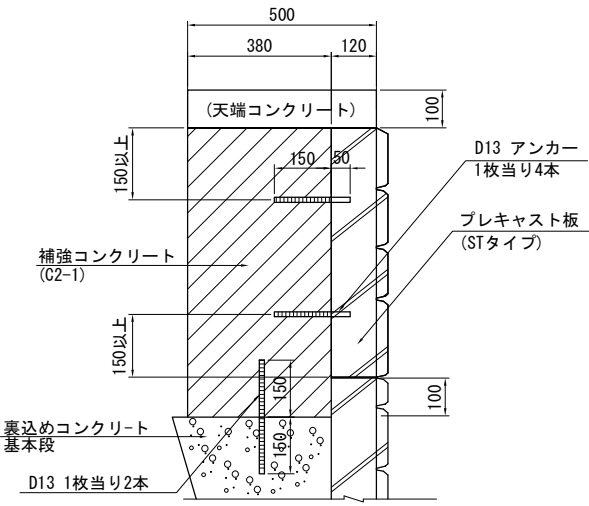 500
380
120
(天端コンクリート)
100
150以上
150
50
D13 アンカー
1枚当り4本
プレキャスト板
(STタイプ)
補強コンクリート
(C2-1)
150以上
150
100
裏込めコンクリート
基本段
150
D13 1枚当り2本